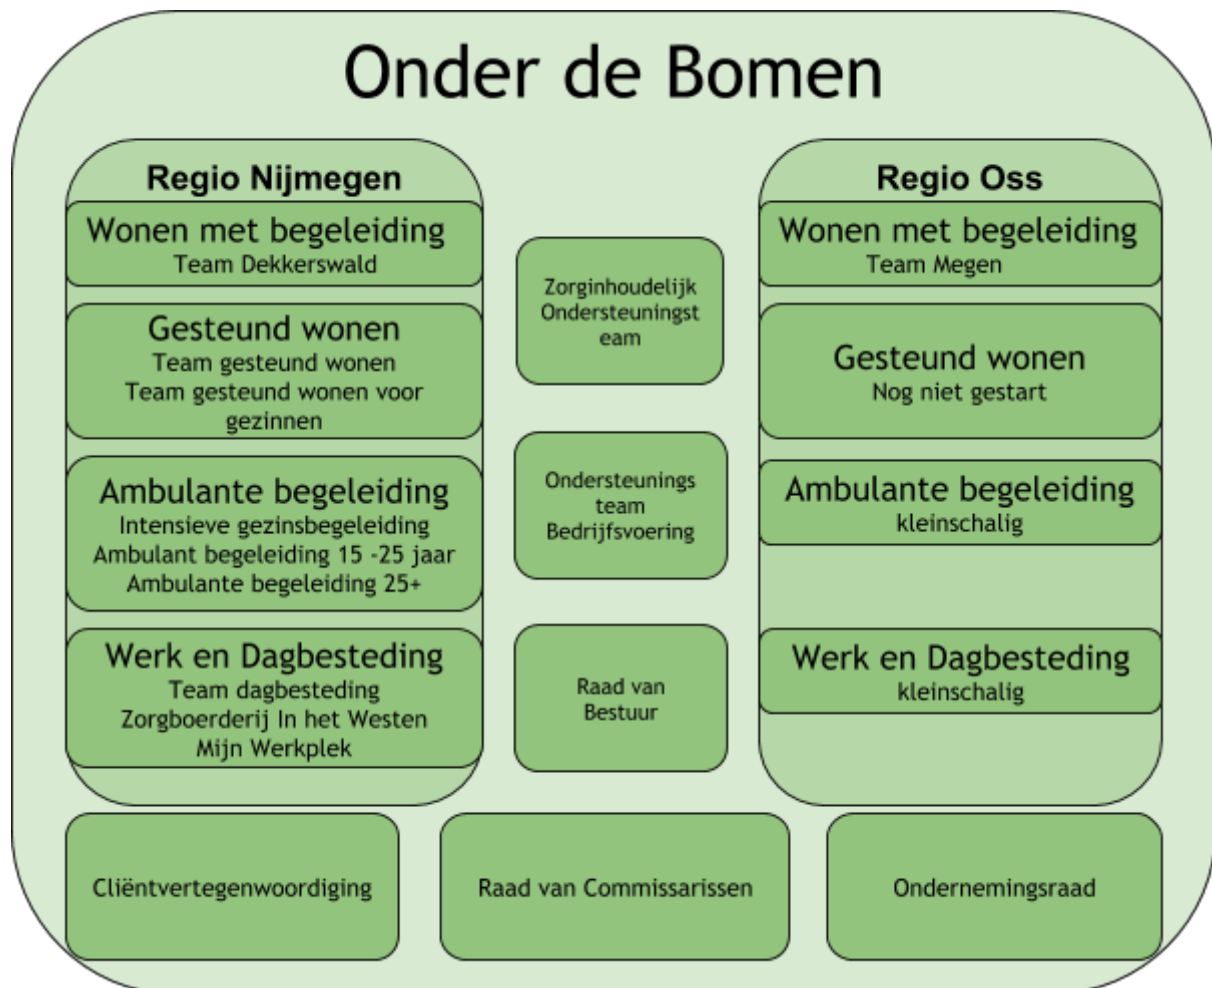 Onder de Bomen
Regio Nijmegen
Wonen met begeleiding
Team Dekkerswald
Gesteund wonen
Team gesteund wonen
Team gesteund wonen voor
gezinnen
Ambulante begeleiding
Intensieve gezinsbegeleiding
Ambulant begeleiding 15 -25 jaar
Ambulante begeleiding 25+
Werk en Dagbesteding
Team dagbesteding
Zorgboerderij In het Westen
Mijn Werkplek
Zorginhoudelijk
Ondersteuningst
eam
Ondersteunings
team
Bedrijfsvoering
Raad van
Bestuur
Regio Oss
Wonen met begeleiding
Team Megen
Gesteund wonen
Nog niet gestart
Ambulante begeleiding
kleinschalig
Werk en Dagbesteding
kleinschalig
Cliëntvertegenwoordiging
Raad van Commissarissen
Ondernemingsraad